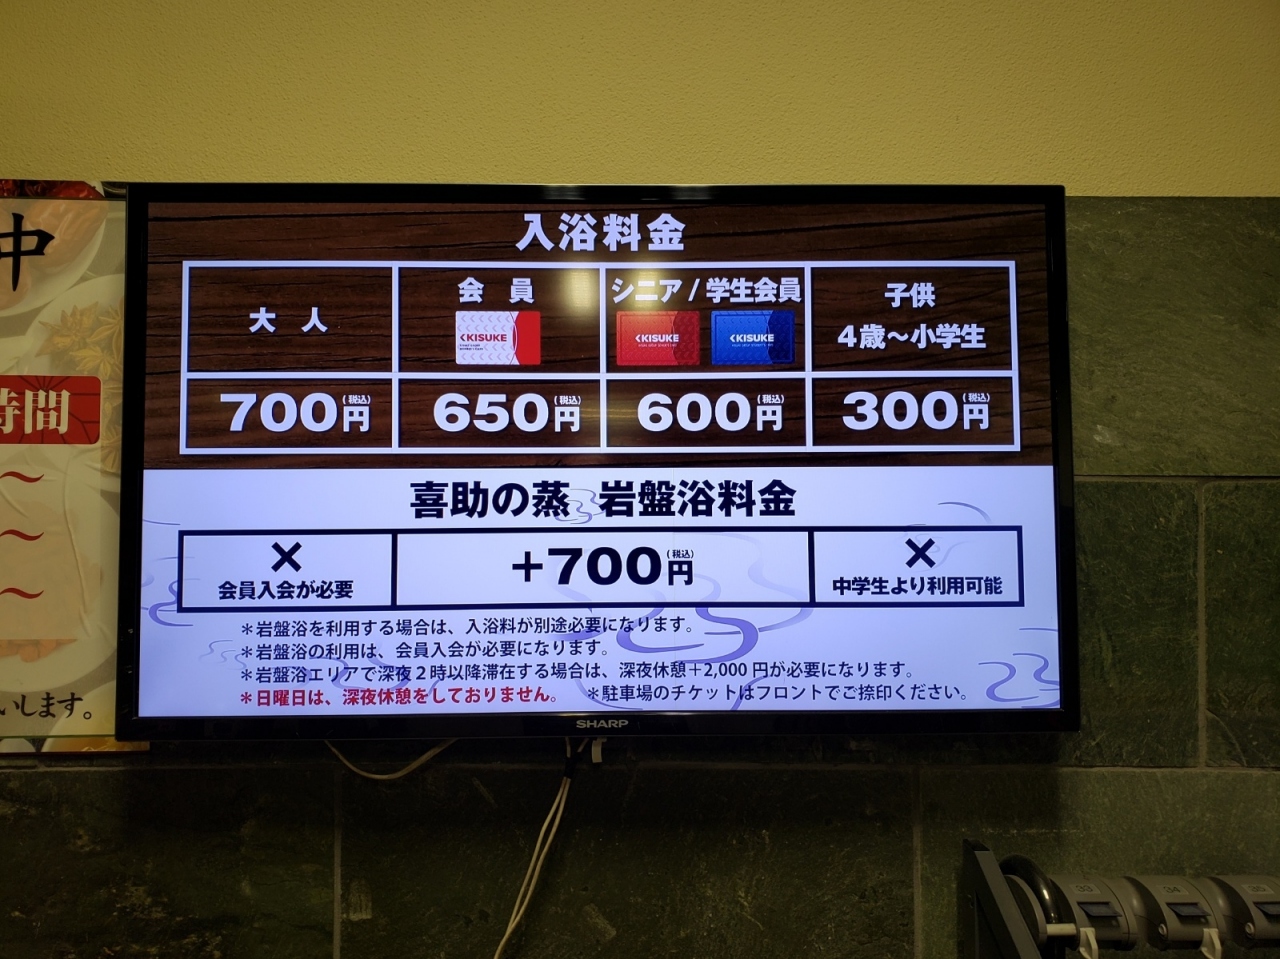 中
時間
～
～
～
いします。
入浴料金
大 人
会 員
シニア / 学生会員
子供
4歳～小学生
KISUKE
KISUKE
KISUKE
700円(税込)
650円(税込)
600円(税込)
300円(税込)
喜助の蒸 岩盤浴料金
×
会員入会が必要
+700円(税込)
×
中学生より利用可能
＊岩盤浴を利用する場合は、入浴料が別途必要になります。
＊岩盤浴の利用は、会員入会が必要になります。
＊岩盤浴エリアで深夜2時以降滞在する場合は、深夜休憩+2,000円が必要になります。
＊日曜日は、深夜休憩をしておりません。 ＊駐車場のチケットはフロントでご捺印ください。
SHARP
33
34
35